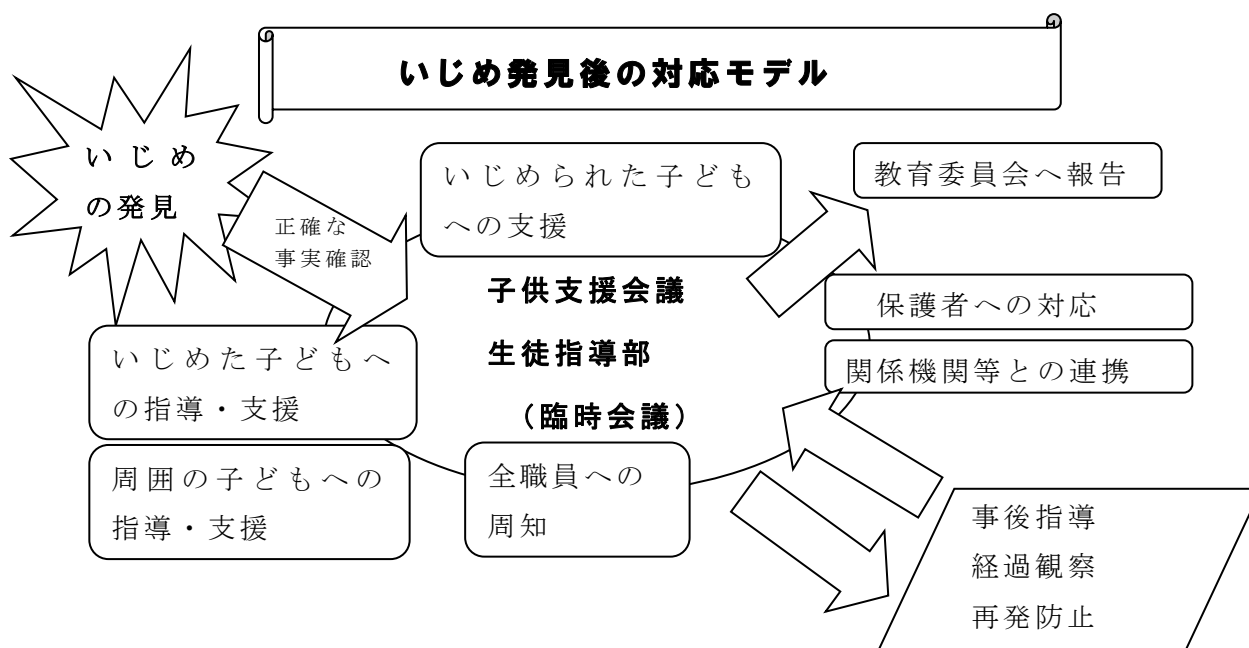 いじめ発見後の対応モデル
いじめ
の発見
正確な
事実確認
いじめられた子ども
への支援
教育委員会へ報告
子供支援会議
生徒指導部
（臨時会議）
保護者への対応
関係機関等との連携
いじめた子どもへ
の指導・支援
周囲の子どもへの
指導・支援
全職員への
周知
事後指導
経過観察
再発防止